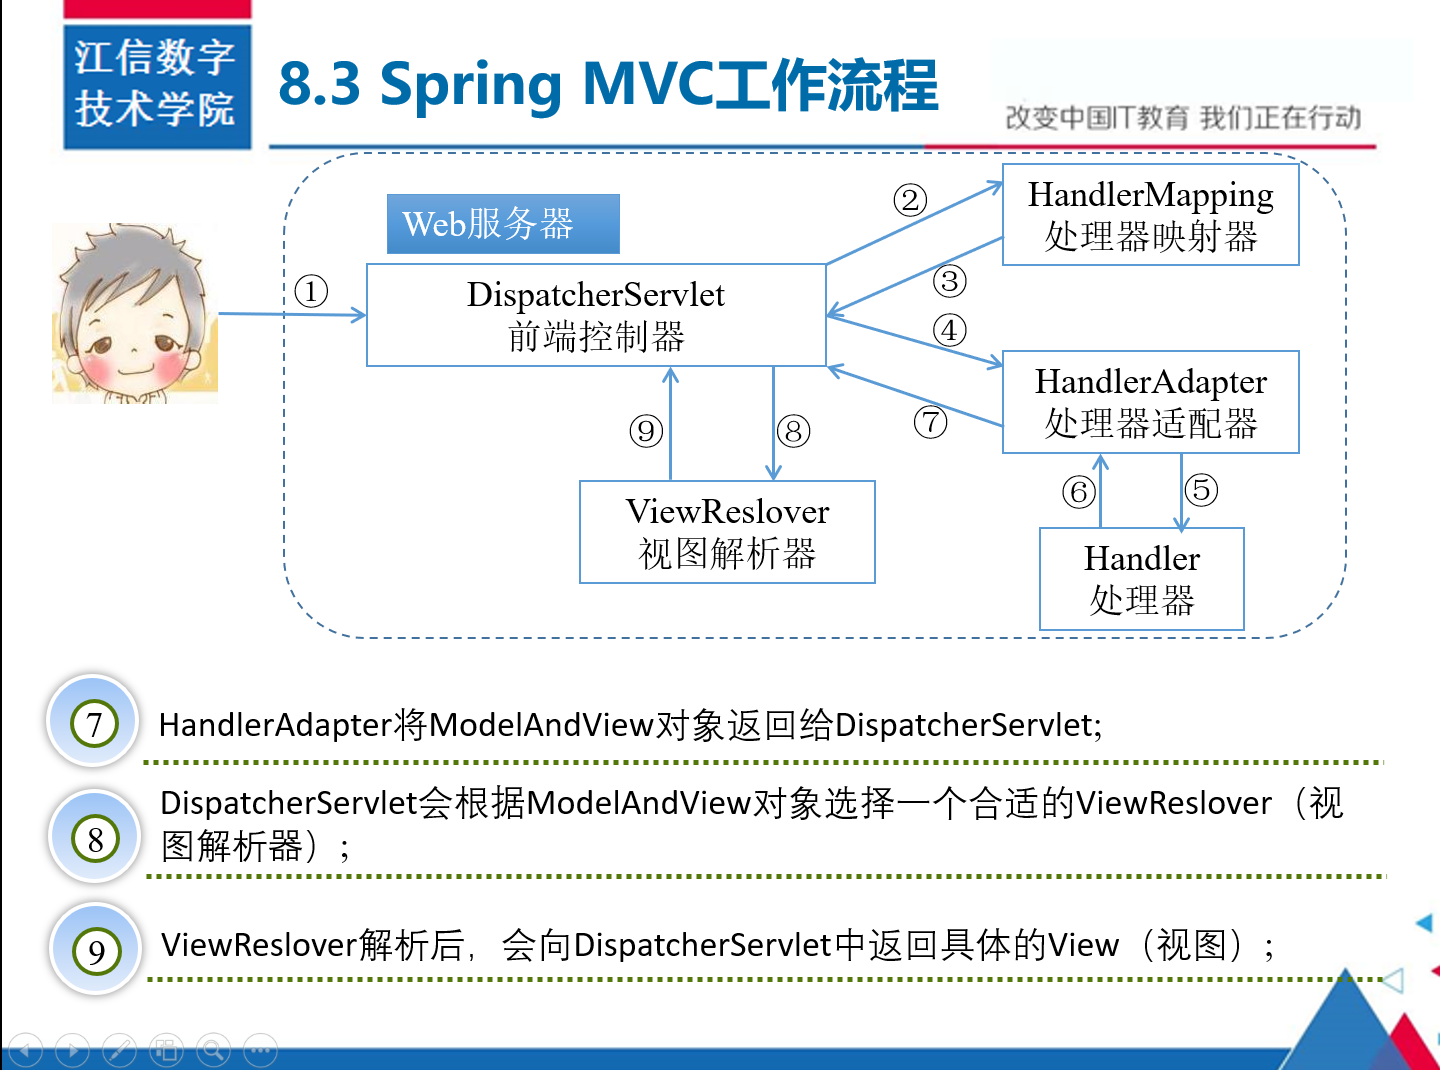 江信数字
技术学院
8.3 Spring MVC工作流程
改变中国IT教育 我们正在行动
Web服务器
①
②
③
④
⑤
⑥
⑦
⑧
⑨
DispatcherServlet
前端控制器
HandlerMapping
处理器映射器
HandlerAdapter
处理器适配器
ViewReslover
视图解析器
Handler
处理器
7
HandlerAdapter将ModelAndView对象返回给DispatcherServlet;
8
DispatcherServlet会根据ModelAndView对象选择一个合适的ViewReslover（视
图解析器）;
9
ViewReslover解析后，会向DispatcherServlet中返回具体的View（视图）;